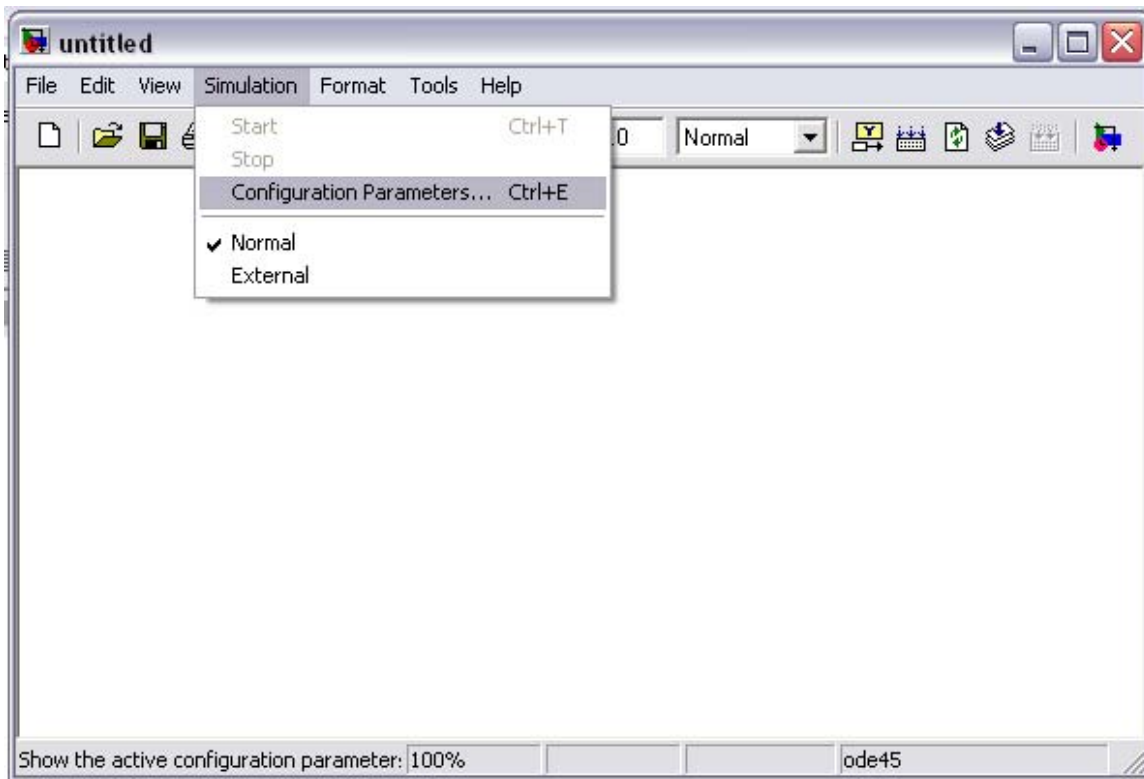 untitled
File Edit View Simulation Format Tools Help
.0 Normal
Start Ctrl+T
Stop
Configuration Parameters... Ctrl+E
Normal
External
Show the active configuration parameter: 100% ode45